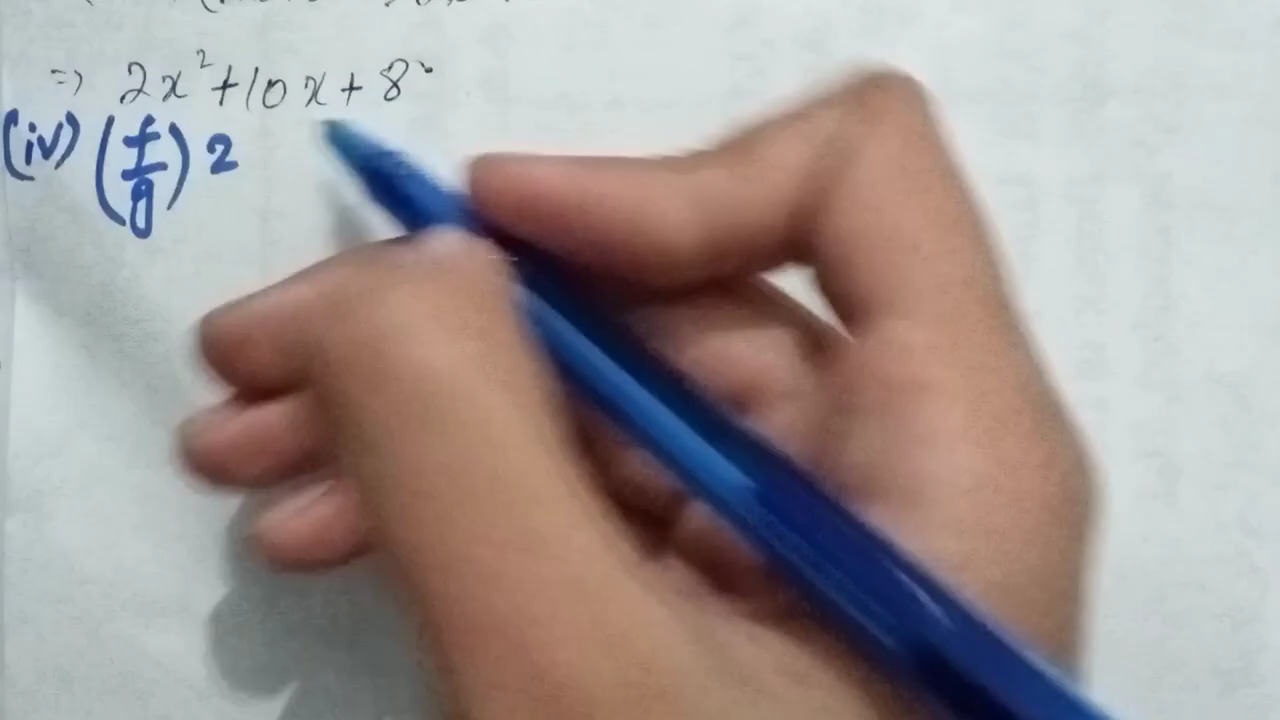 => 2x² + 10x + 8
(iv) (f/g) 2